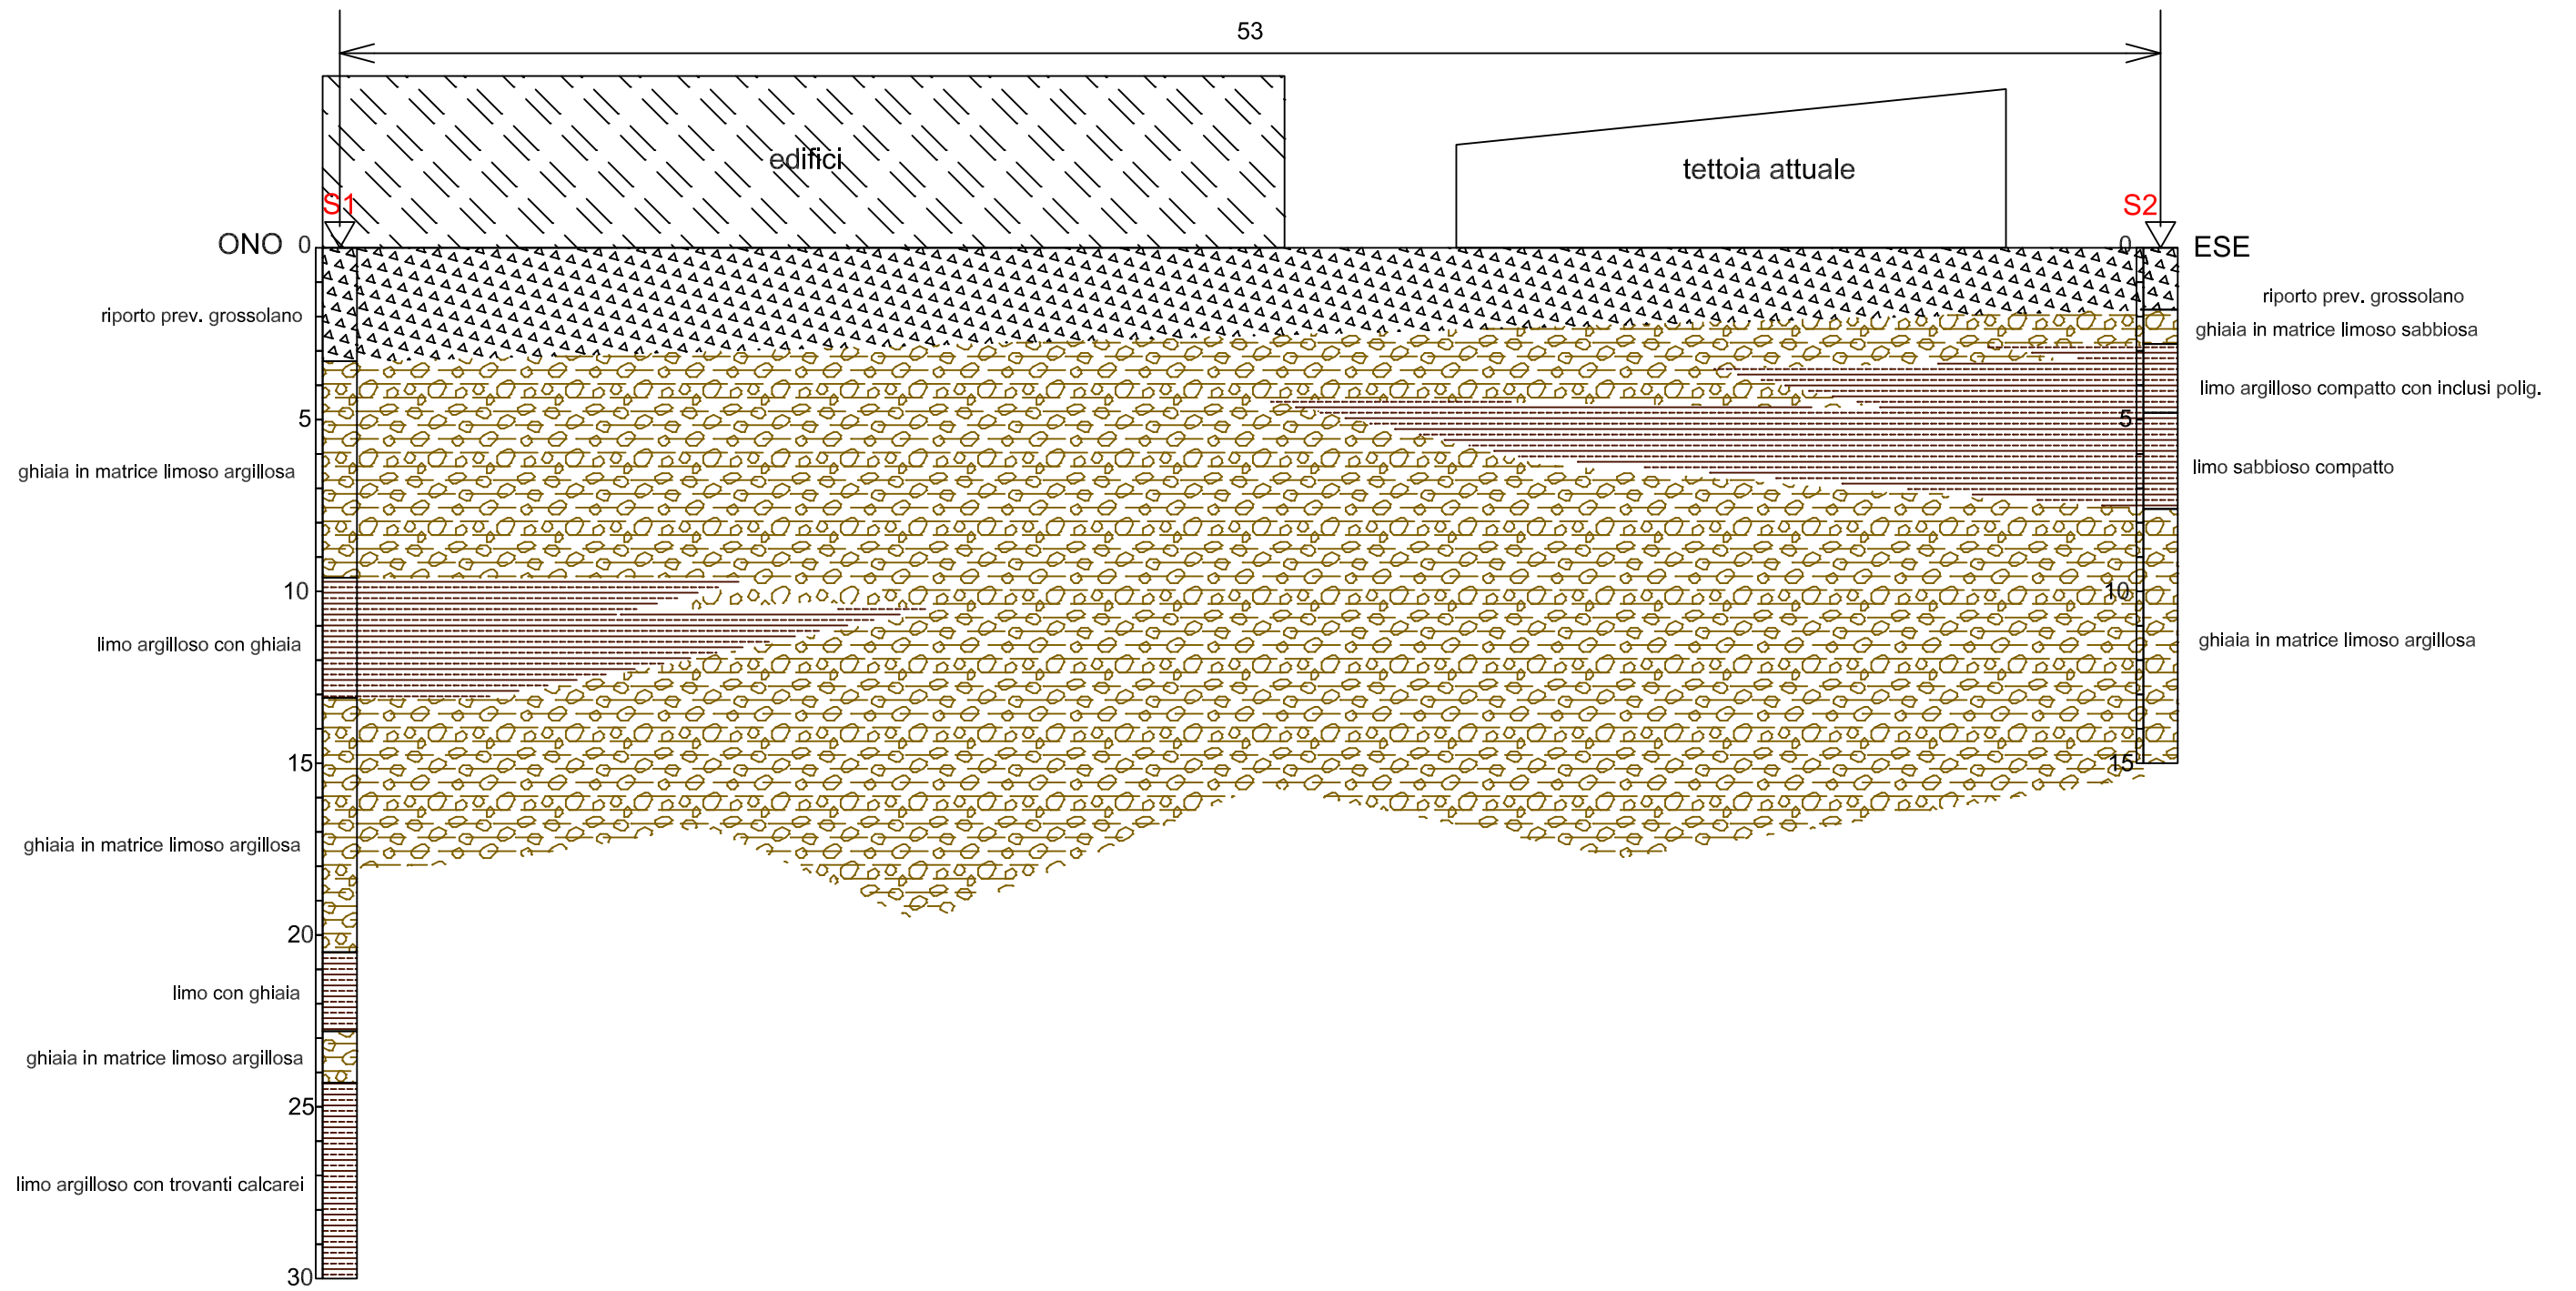 53
edifici
tettoia attuale
S1
S2
ONO
0
0
ESE
riporto prev. grossolano
riporto prev. grossolano
ghiaia in matrice limoso sabbiosa
limo argilloso compatto con inclusi polig.
5
5
ghiaia in matrice limoso argillosa
limo sabbioso compatto
10
10
limo argilloso con ghiaia
ghiaia in matrice limoso argillosa
15
15
ghiaia in matrice limoso argillosa
20
limo con ghiaia
ghiaia in matrice limoso argillosa
25
limo argilloso con trovanti calcarei
30